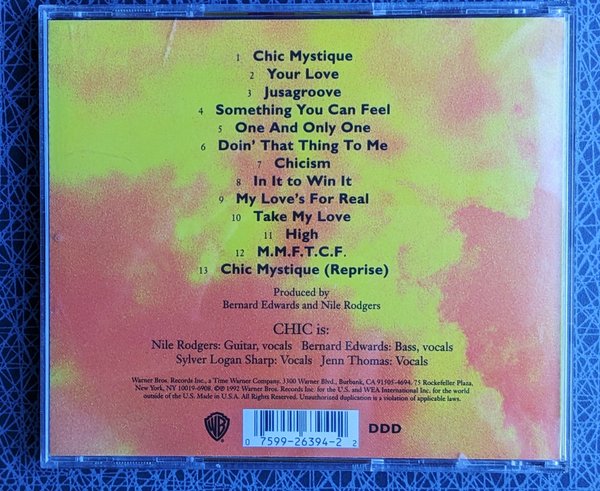 1 Chic Mystique
2 Your Love
3 Jusagroove
4 Something You Can Feel
5 One And Only One
6 Doin' That Thing To Me
7 Chicism
8 In It to Win It
9 My Love's For Real
10 Take My Love
11 High
12 M.M.F.T.C.F.
13 Chic Mystique (Reprise)
Produced by
Bernard Edwards and Nile Rodgers
CHIC is:
Nile Rodgers: Guitar, vocals Bernard Edwards: Bass, vocals
Sylver Logan Sharp: Vocals Jenn Thomas: Vocals
Warner Bros. Records Inc., a Time Warner Company, 3300 Warner Blvd., Burbank, CA 91505-4694. 75 Rockefeller Plaza,
New York, NY 10019-6908. ©℗ 1992 Warner Bros. Records Inc. for the U.S. and WEA International Inc. for the world
outside of the U.S. Made in U.S.A. All Rights Reserved. Unauthorized duplication is a violation of applicable laws.
WB
DDD
0 7599-26394-2 2